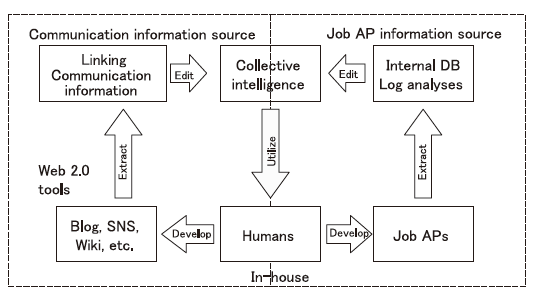 Communication information source
Job AP information source
Linking
Communication
information
Edit
Collective
intelligence
Edit
Internal DB
Log analyses
Extract
Utilize
Extract
Web 2.0
tools
Blog, SNS,
Wiki, etc.
Develop
Humans
Develop
Job APs
In-house